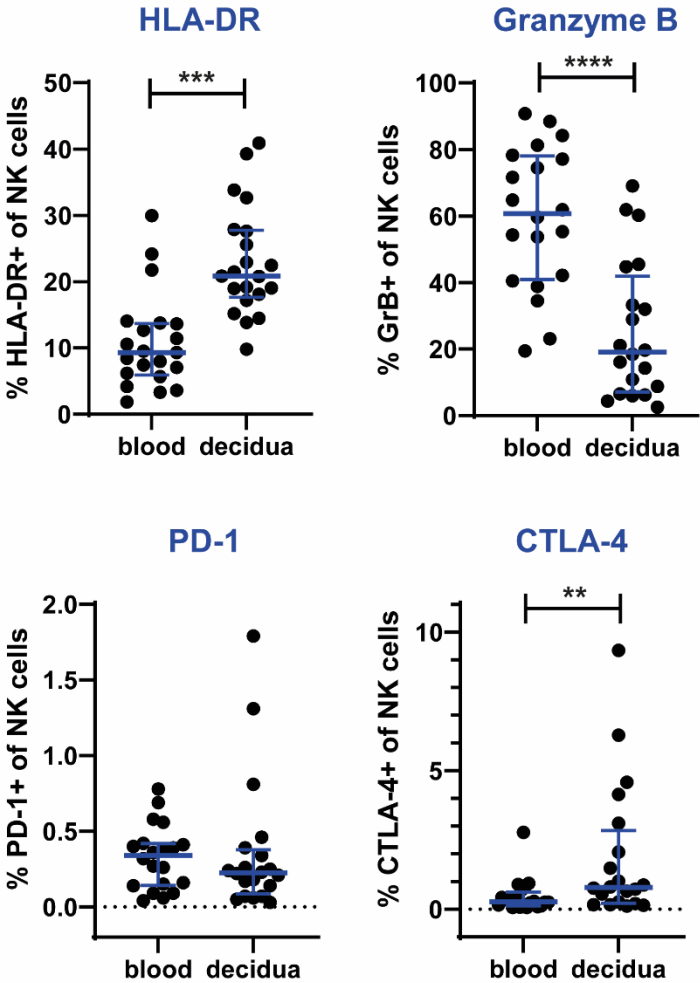 HLA-DR
% HLA-DR+ of NK cells
50
40
30
20
10
0
***
blood decidua
Granzyme B
% GrB+ of NK cells
100
80
60
40
20
0
****
blood decidua
PD-1
% PD-1+ of NK cells
2.0
1.5
1.0
0.5
0.0
blood decidua
CTLA-4
% CTLA-4+ of NK cells
10
5
0
**
blood decidua